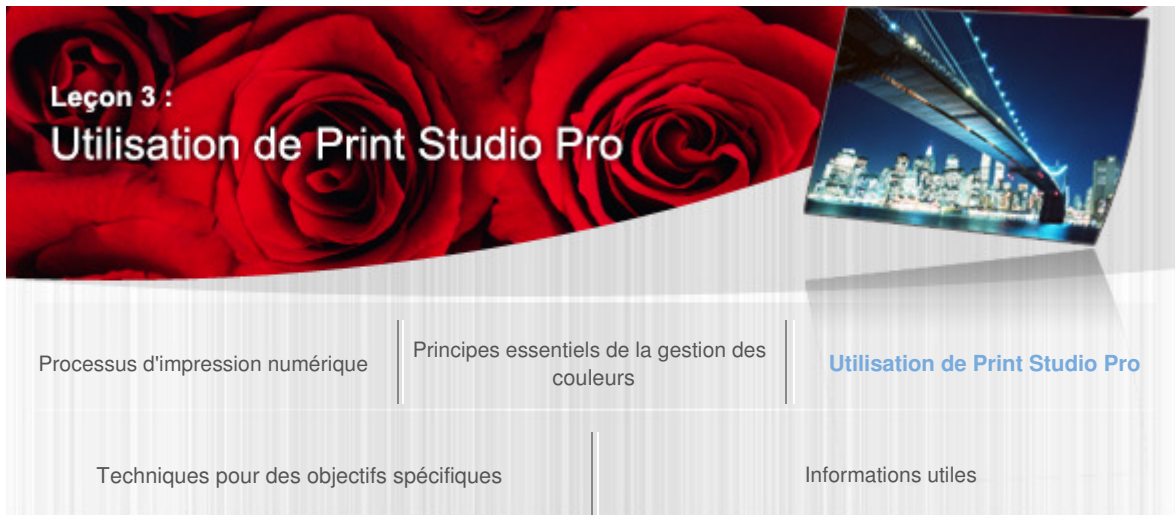 Leçon 3 :
Utilisation de Print Studio Pro
Processus d'impression numérique
Principes essentiels de la gestion des
couleurs
Utilisation de Print Studio Pro
Techniques pour des objectifs spécifiques
Informations utiles